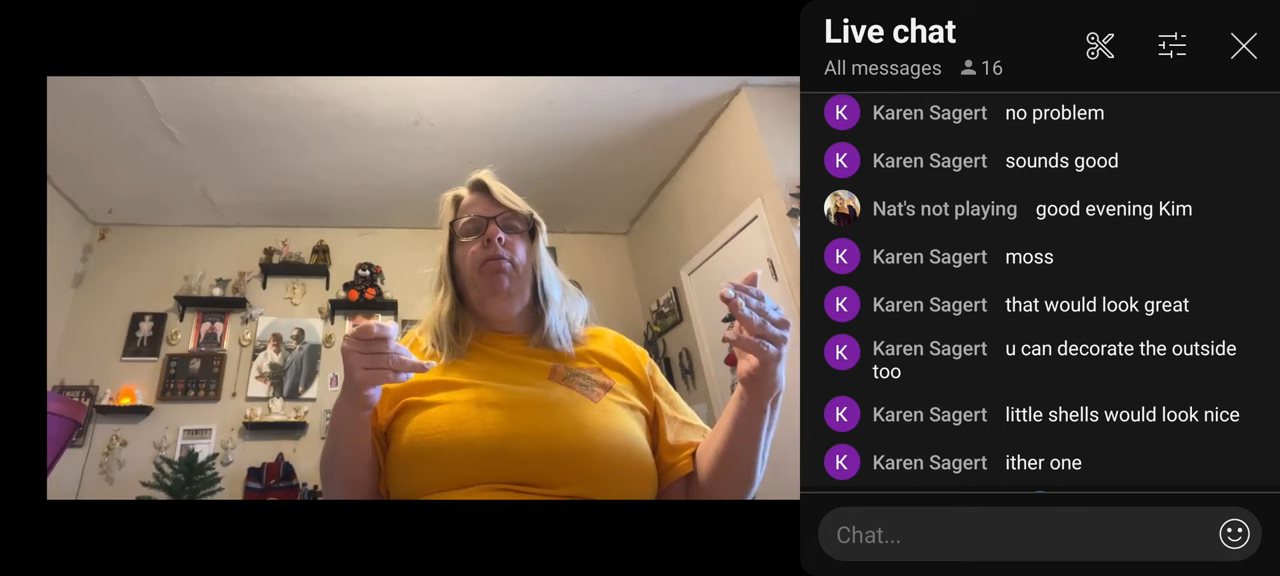 Live chat
All messages 16
K Karen Sagert no problem
K Karen Sagert sounds good
Nat's not playing good evening Kim
K Karen Sagert moss
K Karen Sagert that would look great
K Karen Sagert u can decorate the outside
too
K Karen Sagert little shells would look nice
K Karen Sagert ither one
Chat...